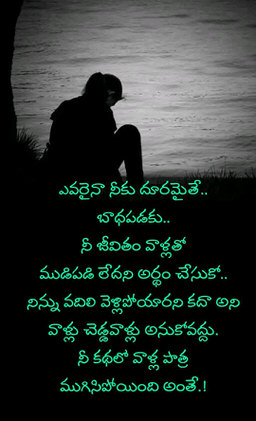 ఎవరైనా నీకు దూరమైతే..
బాధపడకు..
నీ జీవితం వాళ్లతో
ముడిపడి లేదని అర్థం చేసుకో..
నిన్ను వదిలి వెళ్లిపోయారని కదా అని
వాళ్లు చెడ్డవాళ్లు అనుకోవద్దు.
నీ కథలో వాళ్ల పాత్ర
ముగిసిపోయింది అంతే.!